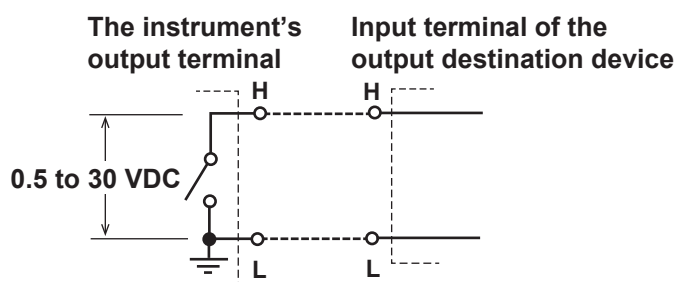 The instrument's
output terminal
Input terminal of the
output destination device
H
H
0.5 to 30 VDC
L
L